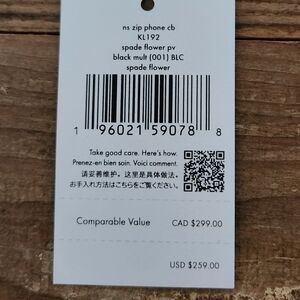 ns zip phone cb
KL192
spade flower pv
black mult (001) BLC
spade flower
1 96021 59078 8
Take good care. Here's how.
Prenez-en bien soin. Voici comment.
请妥善维护。这里是具体做法。
お手入れ方法はこちらをご覧ください。
Comparable Value CAD $299.00
USD $259.00